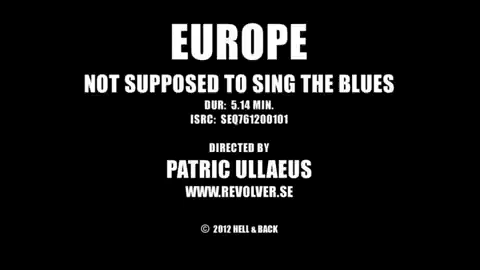 EUROPE
NOT SUPPOSED TO SING THE BLUES
DUR: 5.14 MIN.
ISRC: SEQ761200101
DIRECTED BY
PATRIC ULLAEUS
WWW.REVOLVER.SE
© 2012 HELL & BACK